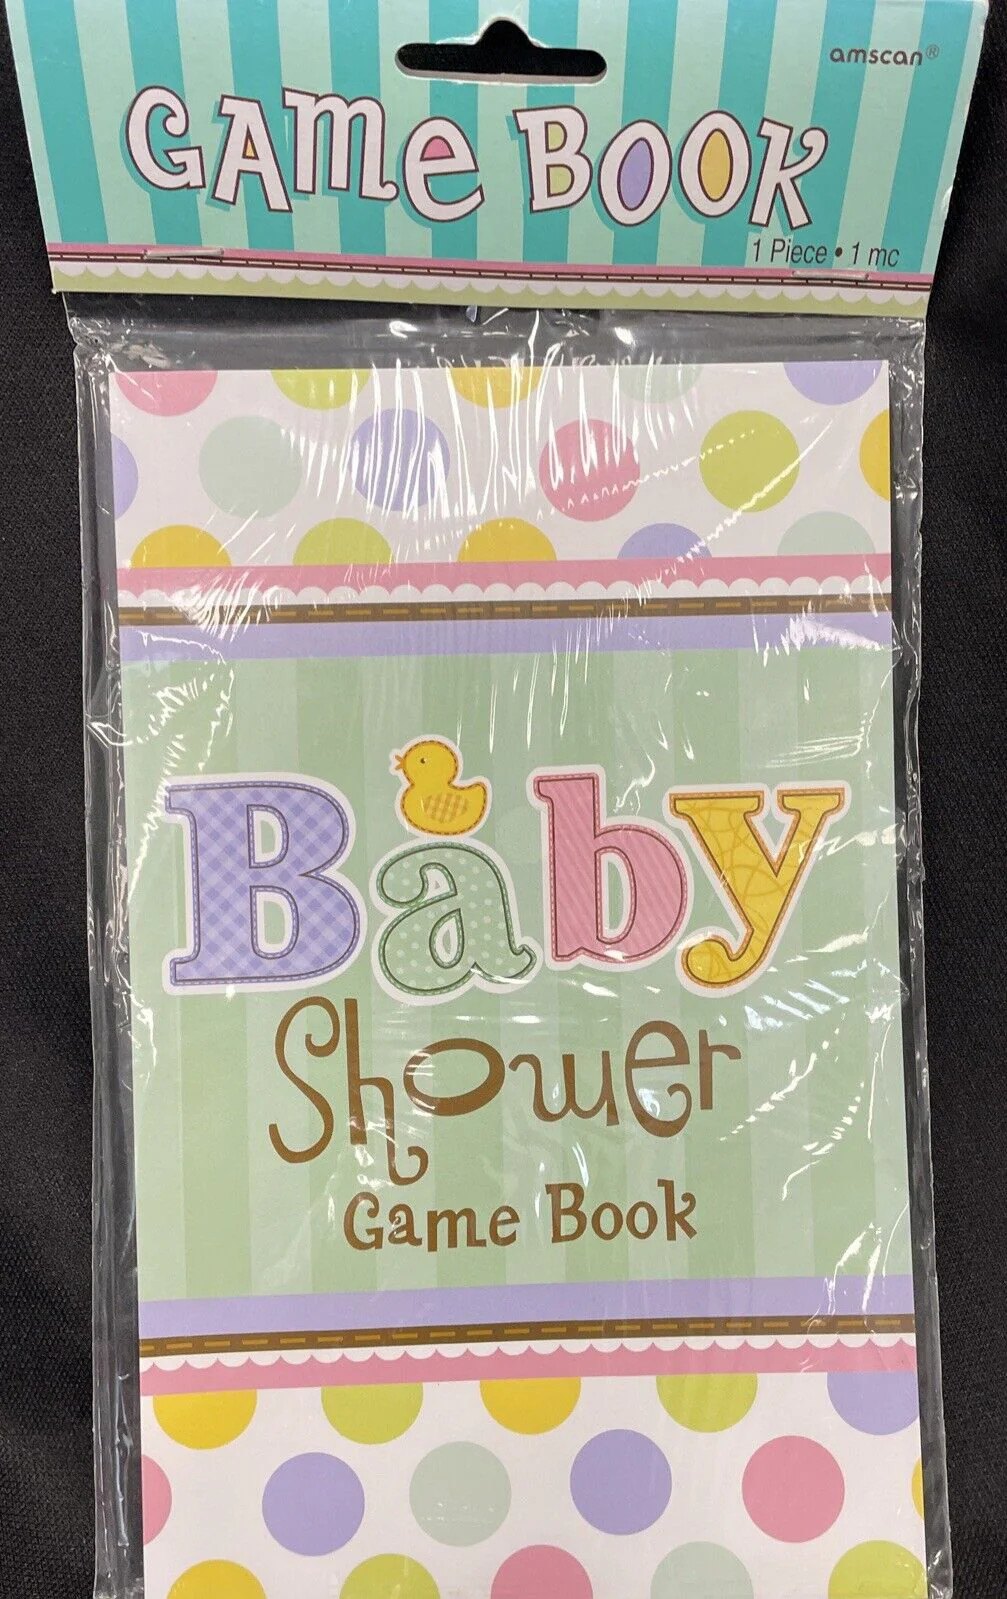 amscan®
GAme BOOK
1 Piece • 1 mc
Baby
Shower
Game Book